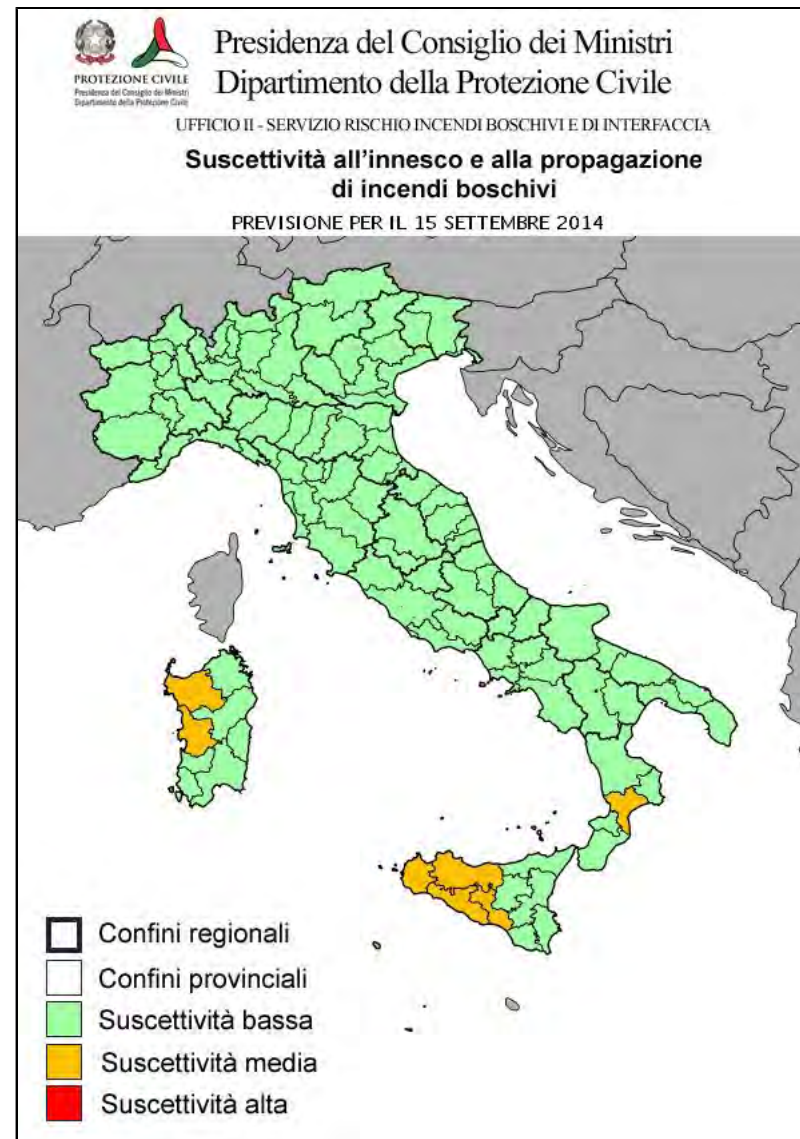 Presidenza del Consiglio dei Ministri
Dipartimento della Protezione Civile
PROTEZIONE CIVILE
Presidenza del Consiglio dei Ministri
Dipartimento della Protezione Civile
UFFICIO II - SERVIZIO RISCHIO INCENDI BOSCHIVI E DI INTERFACCIA
Suscettività all'innesco e alla propagazione
di incendi boschivi
PREVISIONE PER IL 15 SETTEMBRE 2014
Confini regionali
Confini provinciali
Suscettività bassa
Suscettività media
Suscettività alta